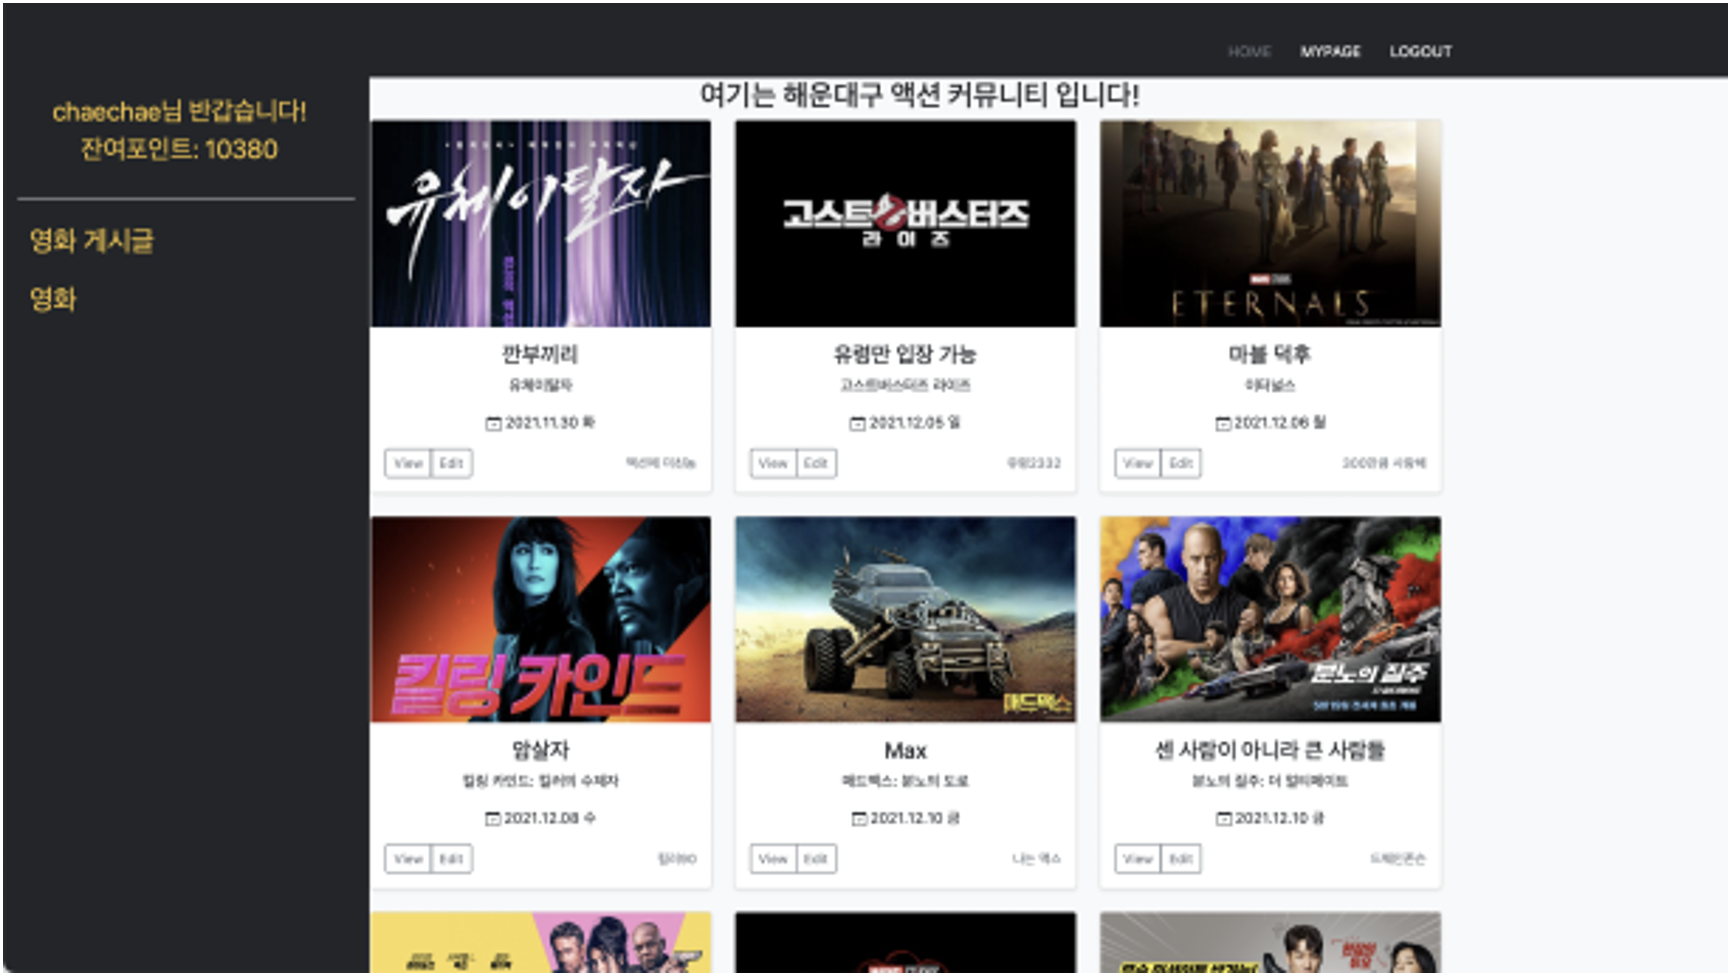 HOME MYPAGE LOGOUT
chaechae님 반갑습니다!
잔여포인트: 10380
영화 게시글
영화
여기는 해운대구 액션 커뮤니티 입니다!
유체이탈자
고스트버스터즈
라이즈
ETERNALS
깐부끼리
유체이탈자
2021.11.30 화
View Edit
유령만 입장 가능
고스트버스터즈 라이즈
2021.12.05 일
View Edit
유령2332
마블 덕후
이터널스
2021.12.06 월
View Edit
킬링 카인드
매드맥스
분노의 질주
암살자
킬링 카인드: 킬러의 수제자
2021.12.08 수
View Edit
Max
매드맥스: 분노의 도로
2021.12.10 금
View Edit
나는 맥스
센 사람이 아니라 큰 사람들
분노의 질주: 더 얼티메이트
2021.12.10 금
View Edit